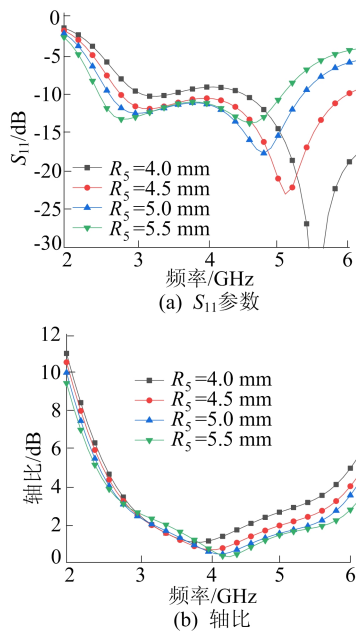 0
-5
-10
-15
-20
-25
-30
S11/dB
R5=4.0 mm
R5=4.5 mm
R5=5.0 mm
R5=5.5 mm
2 3 4 5 6
频率/GHz
(a) S11参数
12
10
8
6
4
2
0
轴比/dB
R5=4.0 mm
R5=4.5 mm
R5=5.0 mm
R5=5.5 mm
2 3 4 5 6
频率/GHz
(b) 轴比